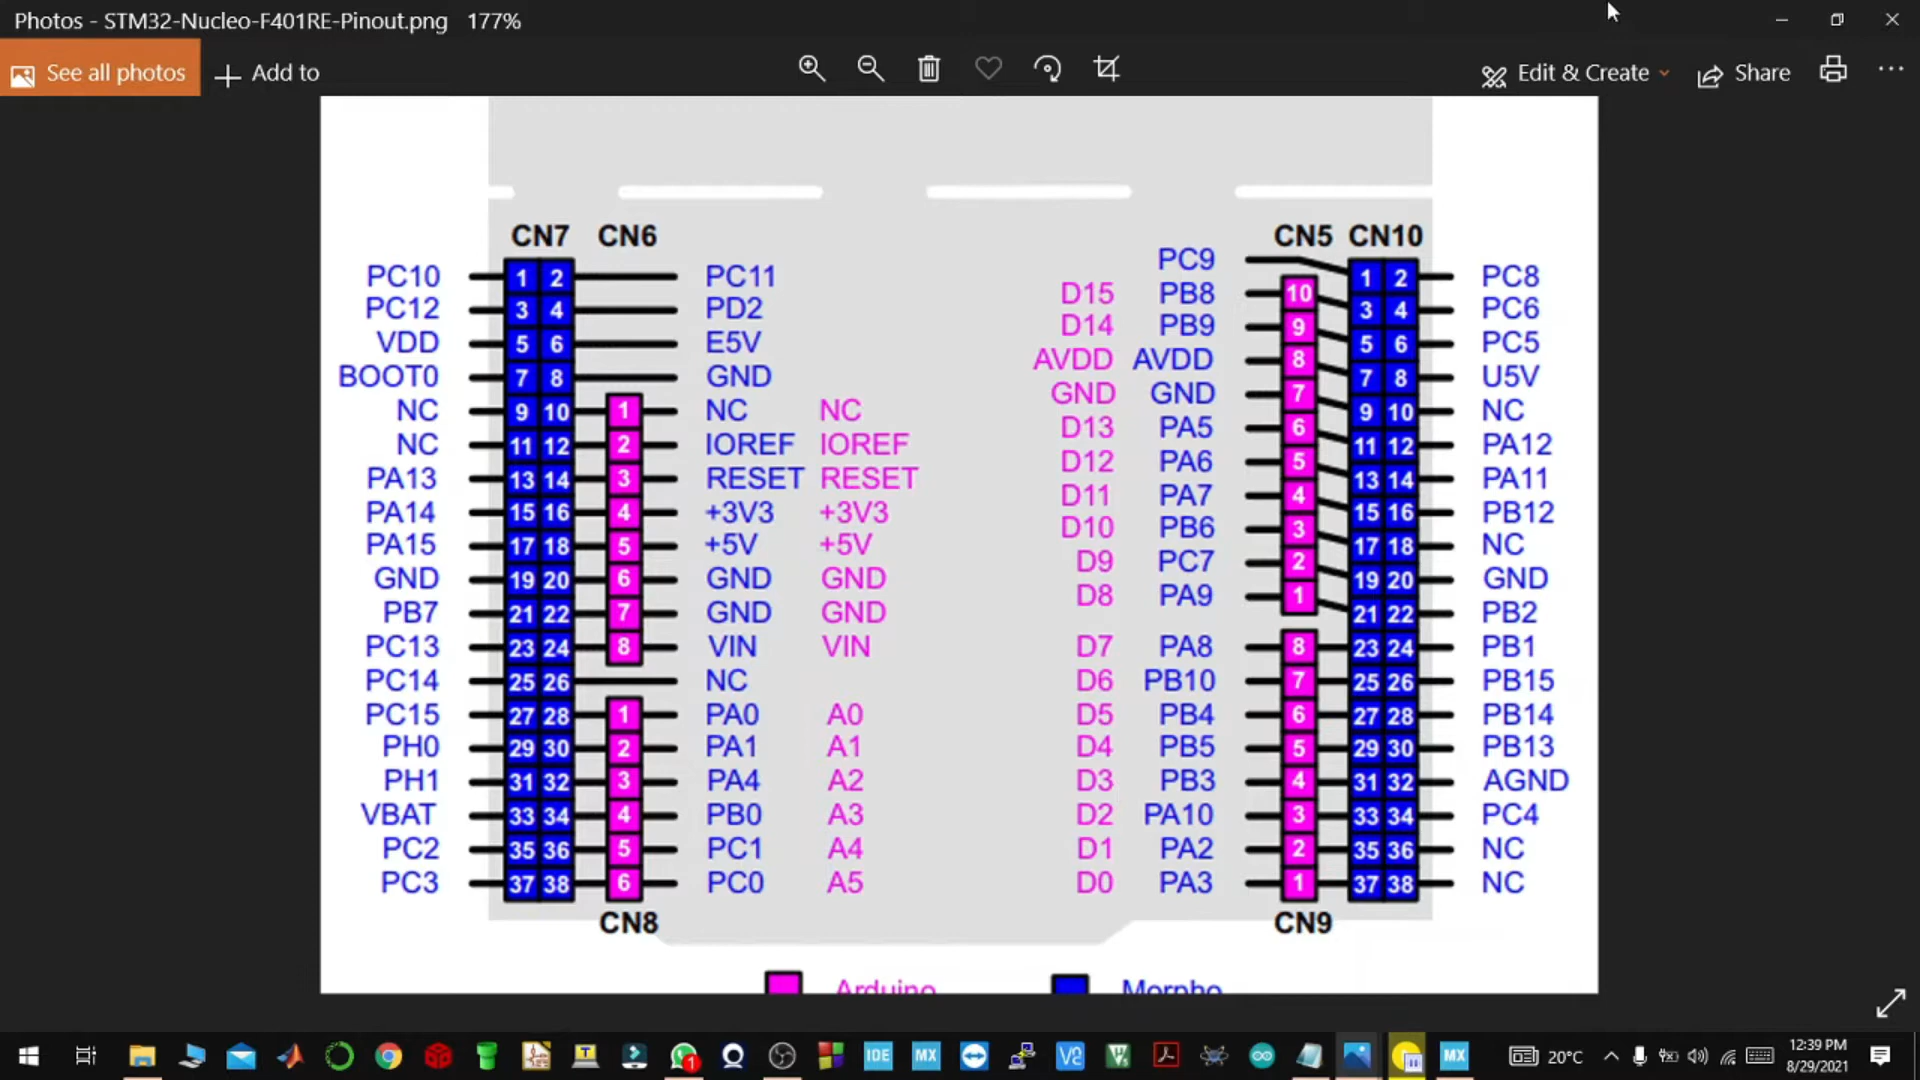 Photos - STM32-Nucleo-F401RE-Pinout.png 177%
See all photos Add to Edit & Create Share
CN7 CN6 CN5 CN10
PC9
PC10 1 2 PC11 1 2 PC8
D15 PB8 10
PC12 3 4 PD2 3 4 PC6
D14 PB9 9
VDD 5 6 E5V 5 6 PC5
AVDD AVDD 8
BOOT0 7 8 GND 7 8 U5V
GND GND 7
NC 9 10 1 NC NC 9 10 NC
D13 PA5 6
NC 11 12 2 IOREF IOREF 11 12 PA12
D12 PA6 5
PA13 13 14 3 RESET RESET 13 14 PA11
D11 PA7 4
PA14 15 16 4 +3V3 +3V3 15 16 PB12
D10 PB6 3
PA15 17 18 5 +5V +5V 17 18 NC
D9 PC7 2
GND 19 20 6 GND GND 19 20 GND
D8 PA9 1
PB7 21 22 7 GND GND 21 22 PB2
PC13 23 24 8 VIN VIN D7 PA8 8 23 24 PB1
PC14 25 26 NC D6 PB10 7 25 26 PB15
PC15 27 28 1 PA0 A0 D5 PB4 6 27 28 PB14
PH0 29 30 2 PA1 A1 D4 PB5 5 29 30 PB13
PH1 31 32 3 PA4 A2 D3 PB3 4 31 32 AGND
VBAT 33 34 4 PB0 A3 D2 PA10 3 33 34 PC4
PC2 35 36 5 PC1 A4 D1 PA2 2 35 36 NC
PC3 37 38 6 PC0 A5 D0 PA3 1 37 38 NC
CN8 CN9
Arduino Morpho
T 1 IDE MX V2 MX 20°C 12:39 PM
8/29/2021